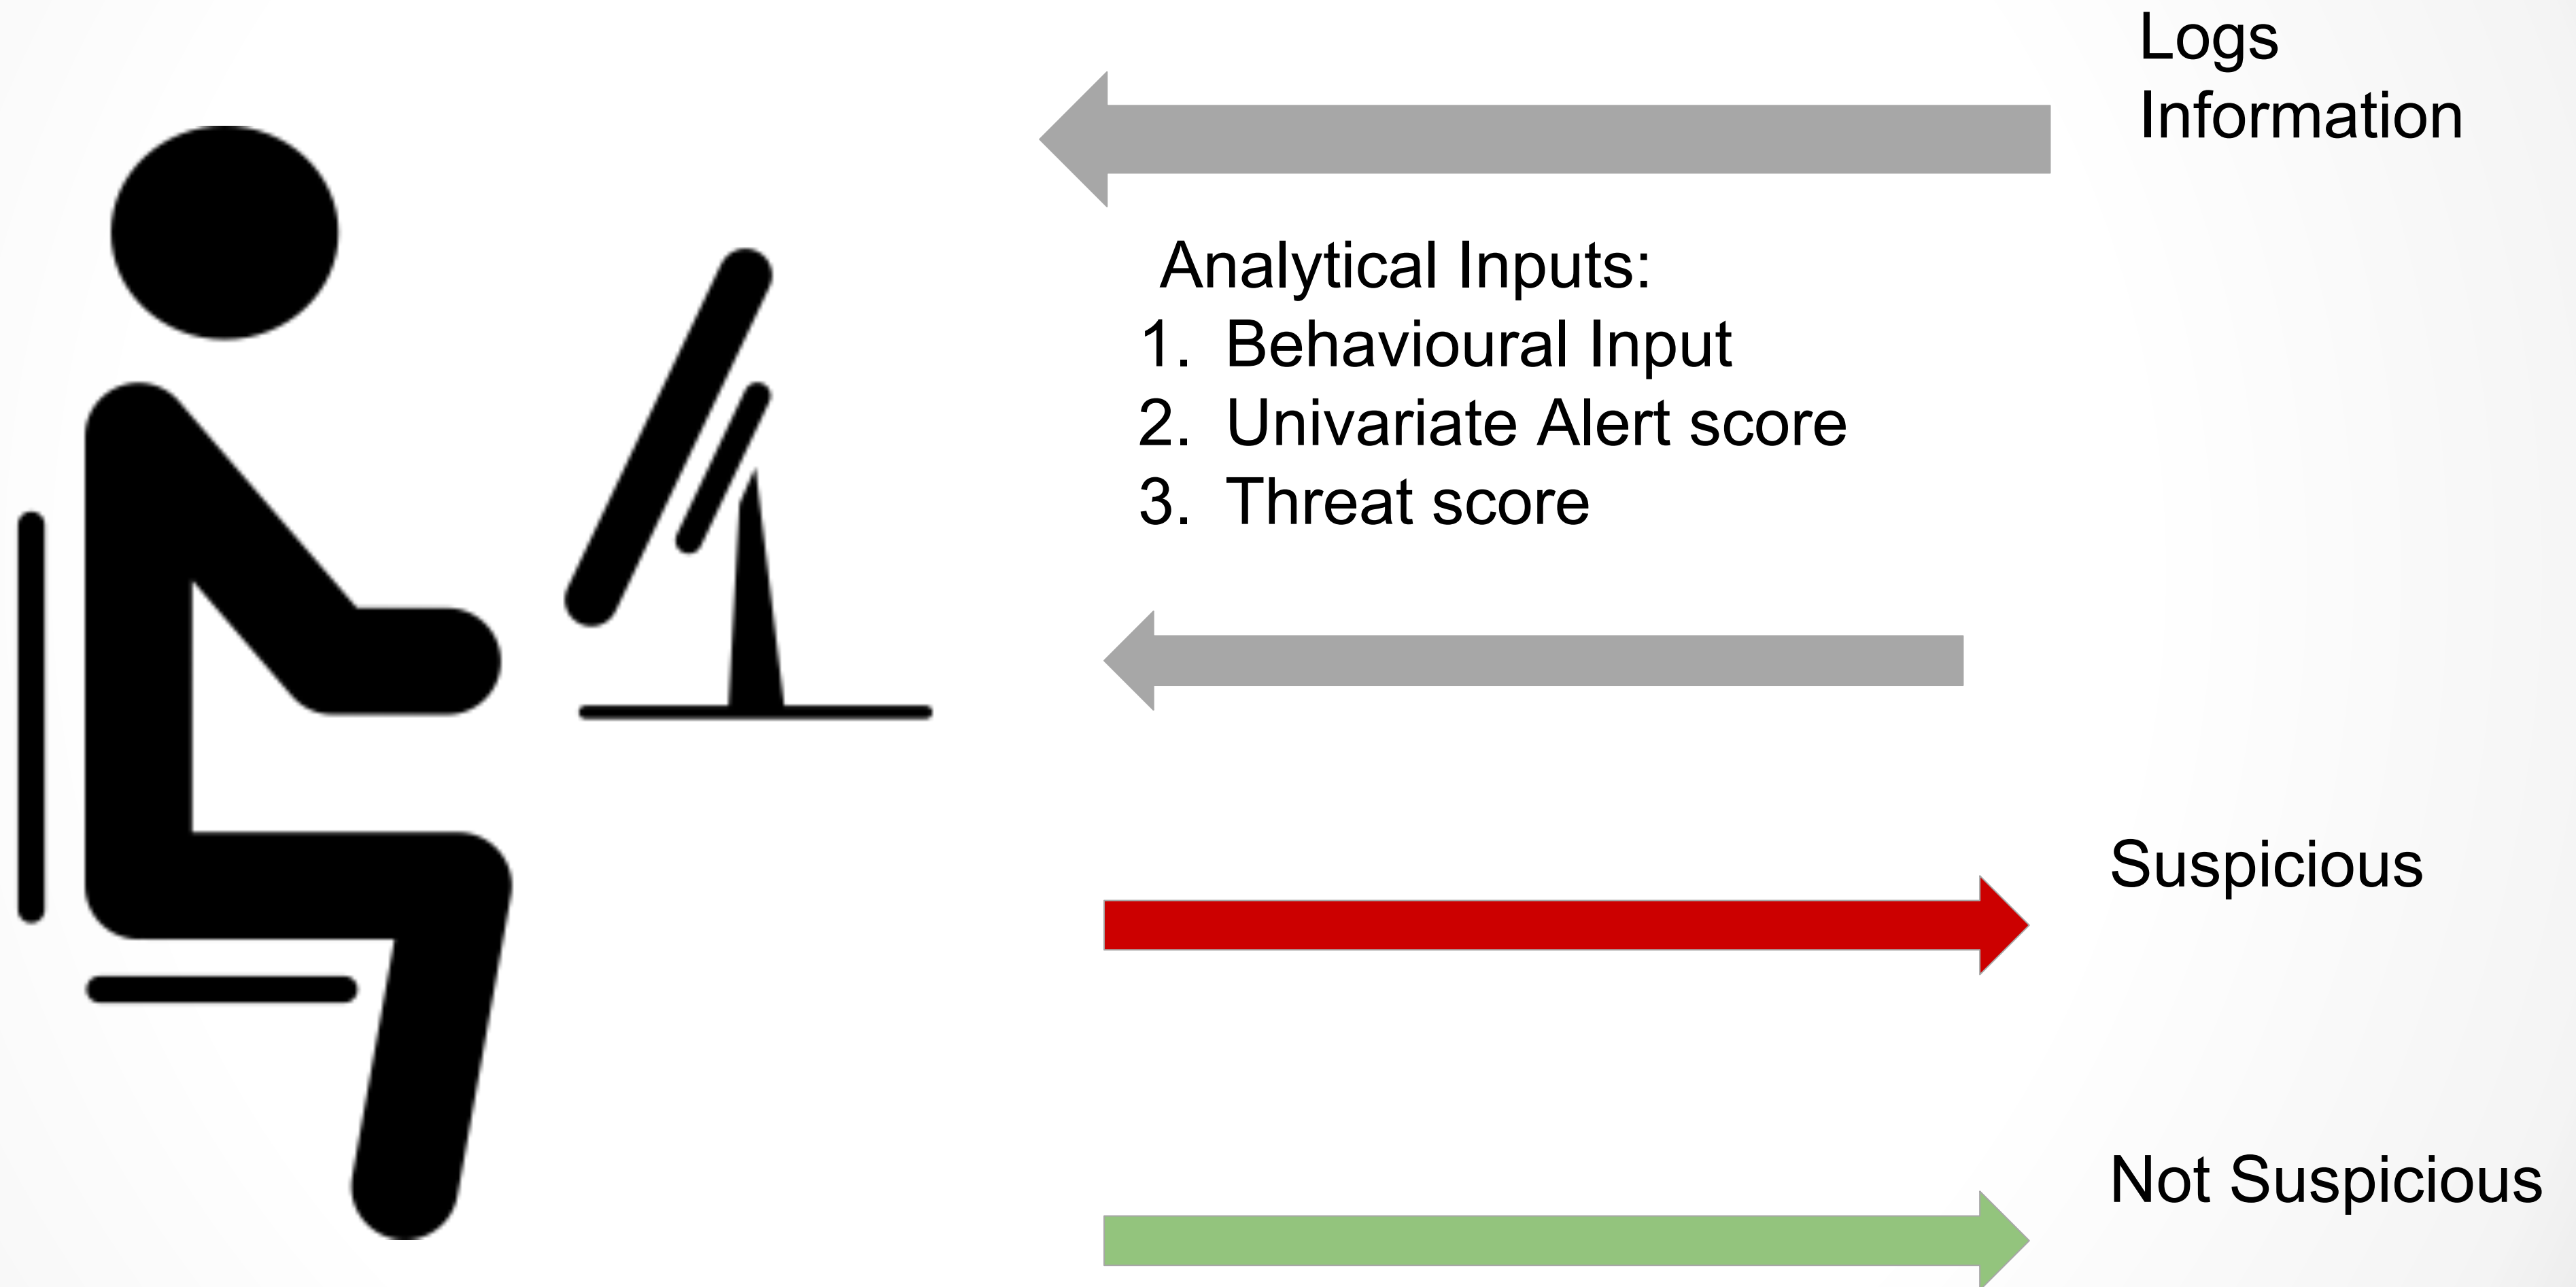 Logs
Information
Analytical Inputs:
1. Behavioural Input
2. Univariate Alert score
3. Threat score
Suspicious
Not Suspicious